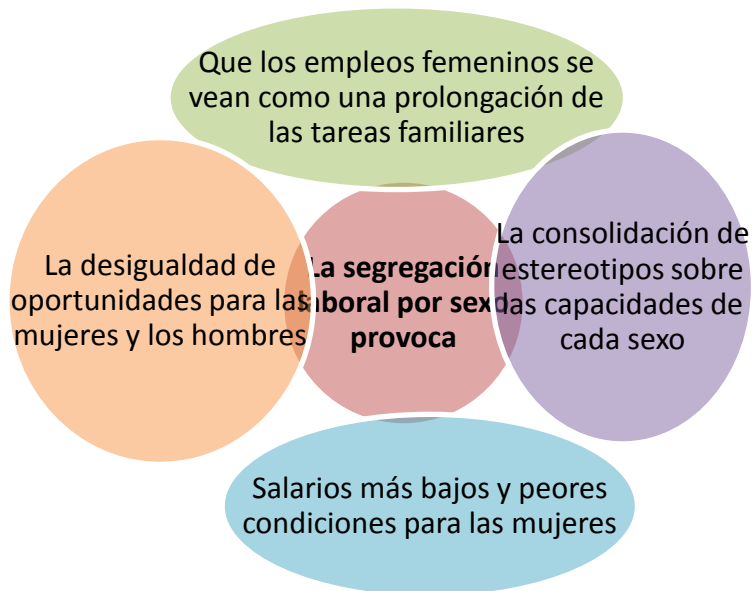 Que los empleos femeninos se
vean como una prolongación de
las tareas familiares
La desigualdad de
oportunidades para las
mujeres y los hombres
La segregación
laboral por sexo
provoca
La consolidación de
estereotipos sobre
las capacidades de
cada sexo
Salarios más bajos y peores
condiciones para las mujeres